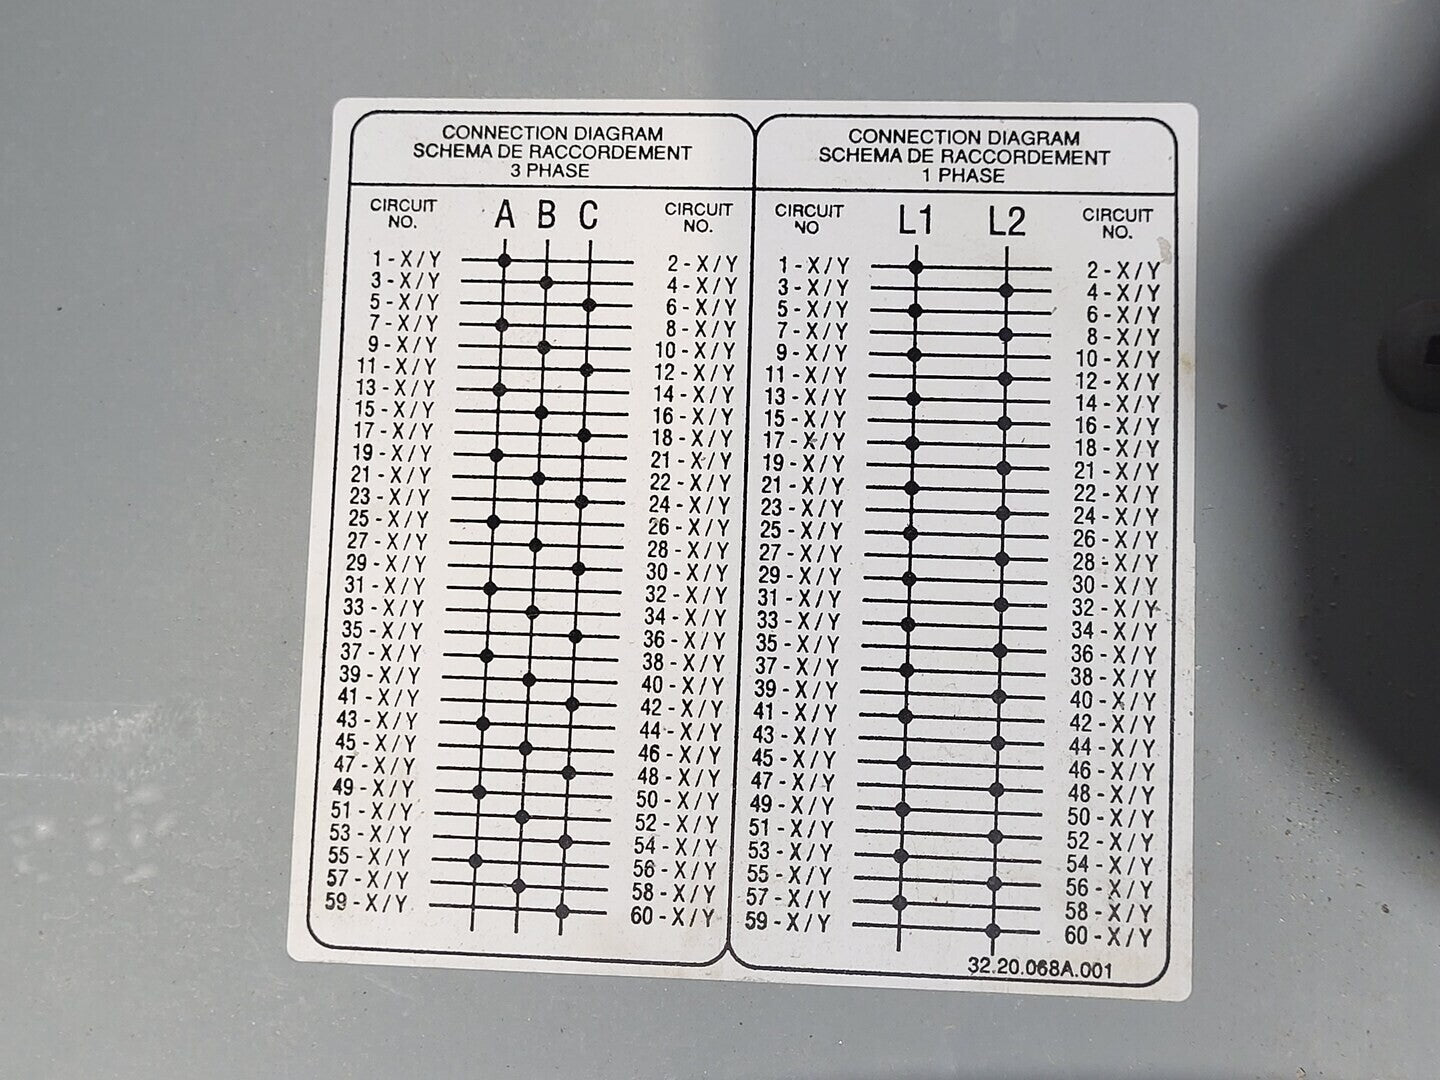 CONNECTION DIAGRAM
SCHEMA DE RACCORDEMENT
3 PHASE
CIRCUIT
NO.
A B C
CIRCUIT
NO.
1 - X / Y 2 - X / Y
3 - X / Y 4 - X / Y
5 - X / Y 6 - X / Y
7 - X / Y 8 - X / Y
9 - X / Y 10 - X / Y
11 - X / Y 12 - X / Y
13 - X / Y 14 - X / Y
15 - X / Y 16 - X / Y
17 - X / Y 18 - X / Y
19 - X / Y 21 - X / Y
21 - X / Y 22 - X / Y
23 - X / Y 24 - X / Y
25 - X / Y 26 - X / Y
27 - X / Y 28 - X / Y
29 - X / Y 30 - X / Y
31 - X / Y 32 - X / Y
33 - X / Y 34 - X / Y
35 - X / Y 36 - X / Y
37 - X / Y 38 - X / Y
39 - X / Y 40 - X / Y
41 - X / Y 42 - X / Y
43 - X / Y 44 - X / Y
45 - X / Y 46 - X / Y
47 - X / Y 48 - X / Y
49 - X / Y 50 - X / Y
51 - X / Y 52 - X / Y
53 - X / Y 54 - X / Y
55 - X / Y 56 - X / Y
57 - X / Y 58 - X / Y
59 - X / Y 60 - X / Y
CONNECTION DIAGRAM
SCHEMA DE RACCORDEMENT
1 PHASE
CIRCUIT
NO
L1 L2
CIRCUIT
NO.
1 - X / Y 2 - X / Y
3 - X / Y 4 - X / Y
5 - X / Y 6 - X / Y
7 - X / Y 8 - X / Y
9 - X / Y 10 - X / Y
11 - X / Y 12 - X / Y
13 - X / Y 14 - X / Y
15 - X / Y 16 - X / Y
17 - X / Y 18 - X / Y
19 - X / Y 21 - X / Y
21 - X / Y 22 - X / Y
23 - X / Y 24 - X / Y
25 - X / Y 26 - X / Y
27 - X / Y 28 - X / Y
29 - X / Y 30 - X / Y
31 - X / Y 32 - X / Y
33 - X / Y 34 - X / Y
35 - X / Y 36 - X / Y
37 - X / Y 38 - X / Y
39 - X / Y 40 - X / Y
41 - X / Y 42 - X / Y
43 - X / Y 44 - X / Y
45 - X / Y 46 - X / Y
47 - X / Y 48 - X / Y
49 - X / Y 50 - X / Y
51 - X / Y 52 - X / Y
53 - X / Y 54 - X / Y
55 - X / Y 56 - X / Y
57 - X / Y 58 - X / Y
59 - X / Y 60 - X / Y
32.20.068A.001